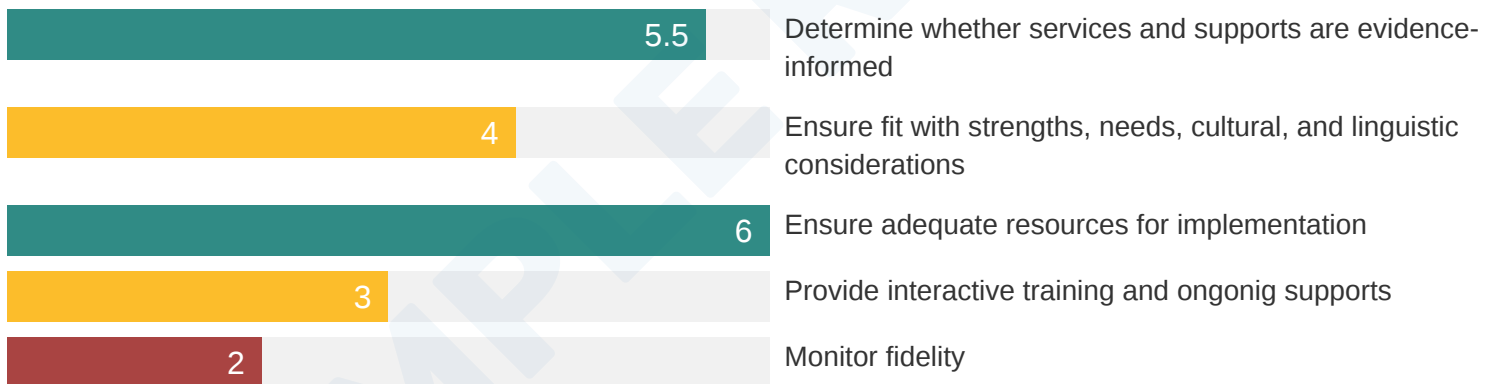 5.5
Determine whether services and supports are evidence-
informed
4
Ensure fit with strengths, needs, cultural, and linguistic
considerations
6
Ensure adequate resources for implementation
3
Provide interactive training and ongonig supports
2
Monitor fidelity